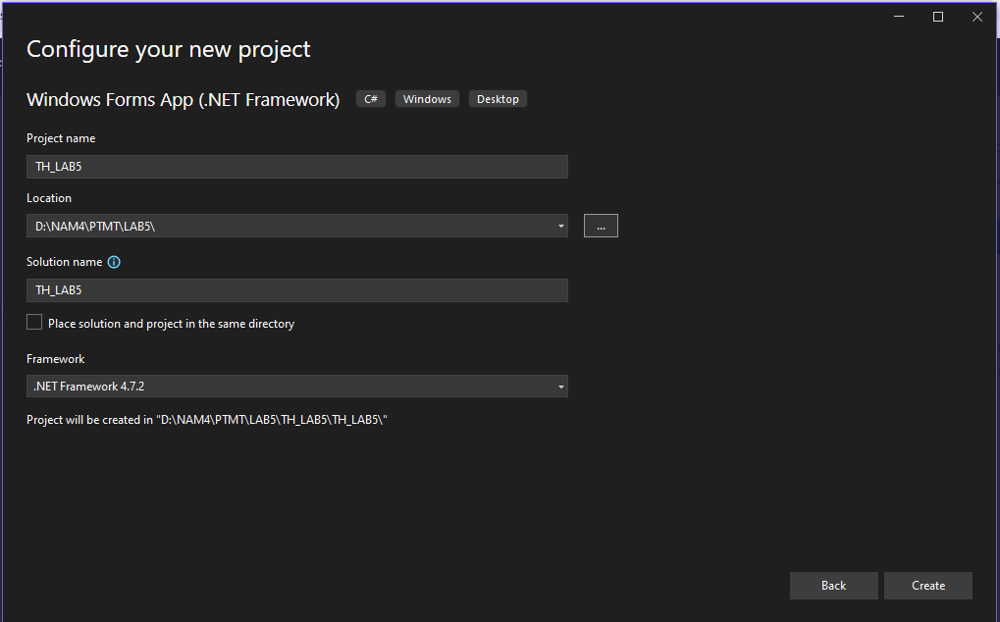 Configure your new project
Windows Forms App (.NET Framework) C# Windows Desktop
Project name
TH_LAB5
Location
D:\NAM4\PTMT\LAB5\
...
Solution name
TH_LAB5
Place solution and project in the same directory
Framework
.NET Framework 4.7.2
Project will be created in "D:\NAM4\PTMT\LAB5\TH_LAB5\TH_LAB5\"
Back Create